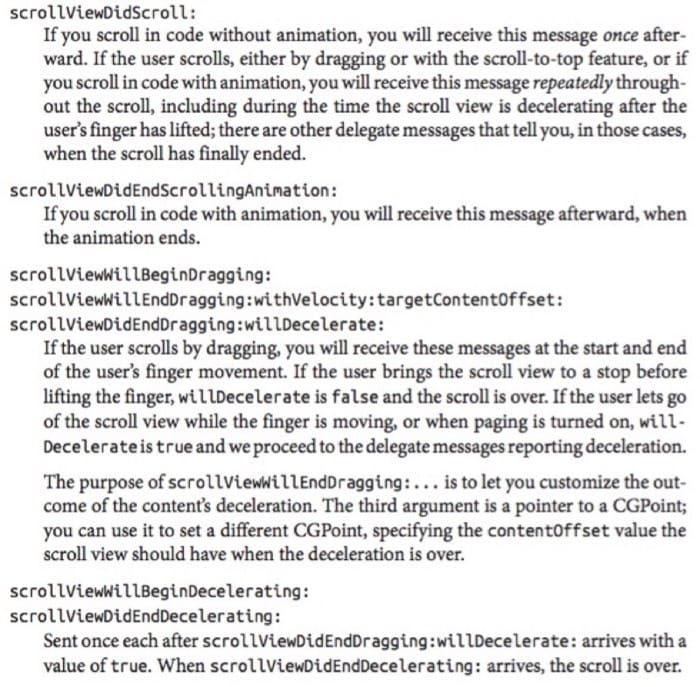 scrollViewDidScroll:
If you scroll in code without animation, you will receive this message once after-
ward. If the user scrolls, either by dragging or with the scroll-to-top feature, or if
you scroll in code with animation, you will receive this message repeatedly through-
out the scroll, including during the time the scroll view is decelerating after the
user's finger has lifted; there are other delegate messages that tell you, in those cases,
when the scroll has finally ended.
scrollViewDidEndScrollingAnimation:
If you scroll in code with animation, you will receive this message afterward, when
the animation ends.
scrollViewWillBeginDragging:
scrollViewWillEndDragging:withVelocity:targetContentOffset:
scrollViewDidEndDragging:willDecelerate:
If the user scrolls by dragging, you will receive these messages at the start and end
of the user's finger movement. If the user brings the scroll view to a stop before
lifting the finger, willDecelerate is false and the scroll is over. If the user lets go
of the scroll view while the finger is moving, or when paging is turned on, will-
Decelerate is true and we proceed to the delegate messages reporting deceleration.
The purpose of scrollViewWillEndDragging:... is to let you customize the out-
come of the content's deceleration. The third argument is a pointer to a CGPoint;
you can use it to set a different CGPoint, specifying the contentOffset value the
scroll view should have when the deceleration is over.
scrollViewWillBeginDecelerating:
scrollViewDidEndDecelerating:
Sent once each after scrollViewDidEndDragging:willDecelerate: arrives with a
value of true. When scrollViewDidEndDecelerating: arrives, the scroll is over.